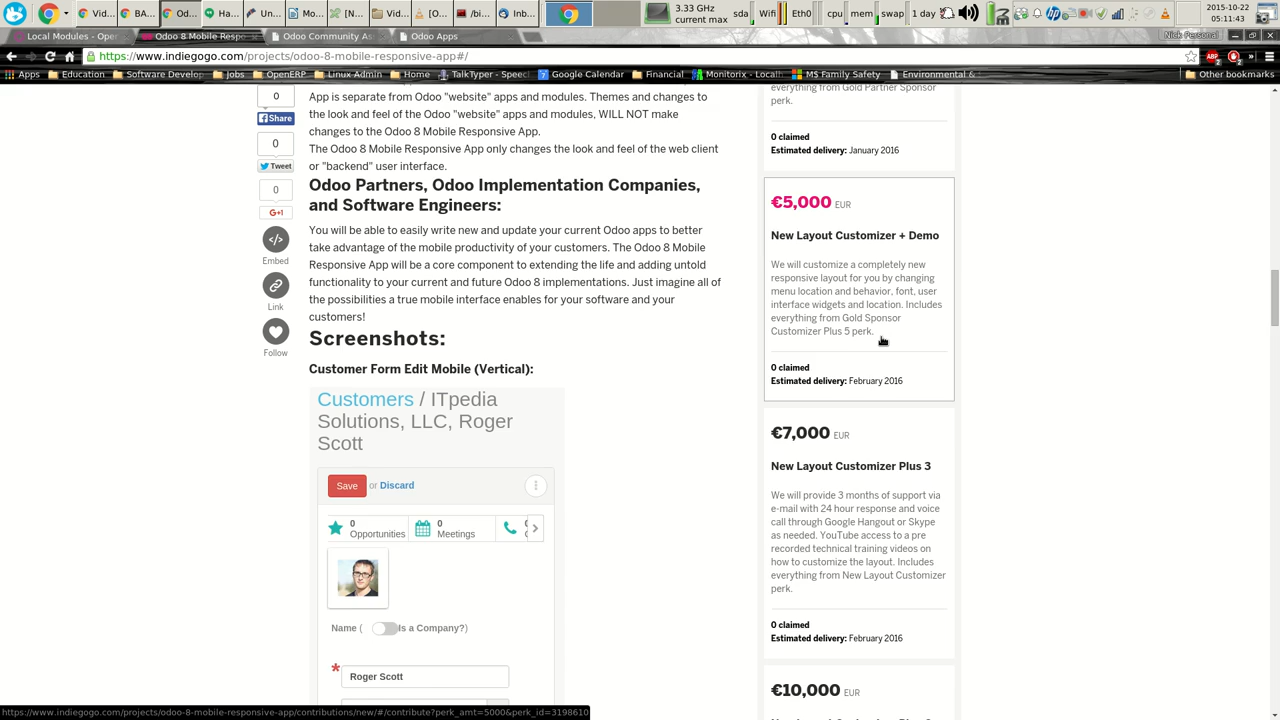 Vid...
BA...
Od...
Ha...
Un...
Mo...
[N...
Vid...
[O...
/bi...
Inb...
3.33 GHz
current max
sda
Wifi
Eth0
cpu
mem
swap
1 day
2015-10-22
05:11:43
Local Modules - Oper
Odoo 8 Mobile Respo
Odoo Community As
Odoo Apps
Nick Personal
https://www.indiegogo.com/projects/odoo-8-mobile-responsive-app#/
Apps
Education
Software Develop
Jobs
OpenERP
Linux Admin
Home
TalkTyper - Speec
Google Calendar
Financial
Monitorix - Localh
M$ Family Safety
Environmental &
Other bookmarks
0
Share
0
Tweet
0
G+1
Embed
Link
Follow
App is separate from Odoo "website" apps and modules. Themes and changes to
the look and feel of the Odoo "website" apps and modules, WILL NOT make
changes to the Odoo 8 Mobile Responsive App.
The Odoo 8 Mobile Responsive App only changes the look and feel of the web client
or "backend" user interface.
Odoo Partners, Odoo Implementation Companies,
and Software Engineers:
You will be able to easily write new and update your current Odoo apps to better
take advantage of the mobile productivity of your customers. The Odoo 8 Mobile
Responsive App will be a core component to extending the life and adding untold
functionality to your current and future Odoo 8 implementations. Just imagine all of
the possibilities a true mobile interface enables for your software and your
customers!
Screenshots:
Customer Form Edit Mobile (Vertical):
Customers / ITpedia
Solutions, LLC, Roger
Scott
Save or Discard
0
Opportunities
0
Meetings
Name ( Is a Company?)
* Roger Scott
everything from Gold Partner Sponsor
perk.
0 claimed
Estimated delivery: January 2016
€5,000 EUR
New Layout Customizer + Demo
We will customize a completely new
responsive layout for you by changing
menu location and behavior, font, user
interface widgets and location. Includes
everything from Gold Sponsor
Customizer Plus 5 perk.
0 claimed
Estimated delivery: February 2016
€7,000 EUR
New Layout Customizer Plus 3
We will provide 3 months of support via
e-mail with 24 hour response and voice
call through Google Hangout or Skype
as needed. YouTube access to a pre
recorded technical training videos on
how to customize the layout. Includes
everything from New Layout Customizer
perk.
0 claimed
Estimated delivery: February 2016
€10,000 EUR
https://www.indiegogo.com/projects/odoo-8-mobile-responsive-app/contributions/new/#/contribute?perk_amt=5000&perk_id=3198610